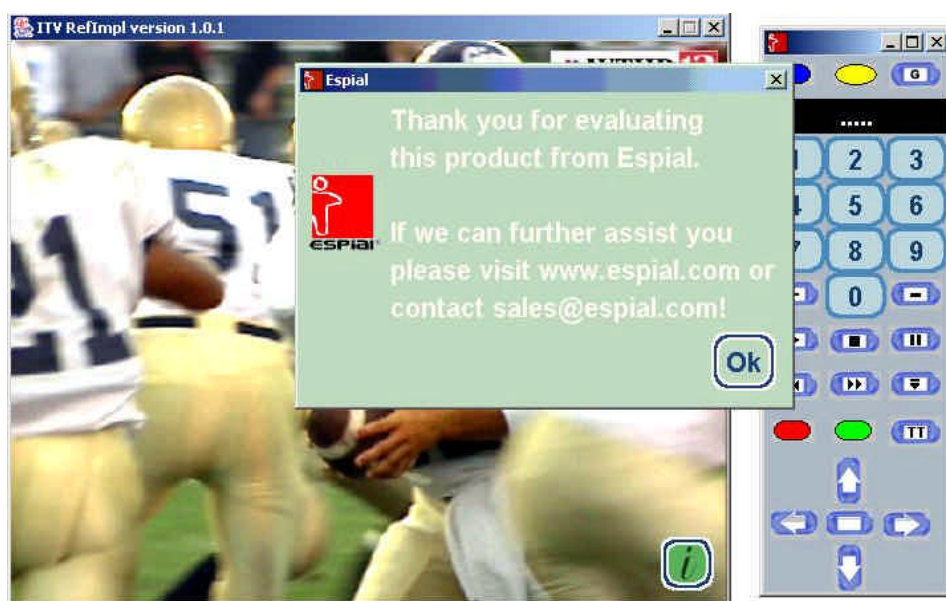 ITV RefImpl version 1.0.1
Espial
Thank you for evaluating
this product from Espial.
ESPIAL
If we can further assist you
please visit www.espial.com or
contact sales@espial.com!
Ok
51
21
i
G
.....
2 3
5 6
8 9
0
TT